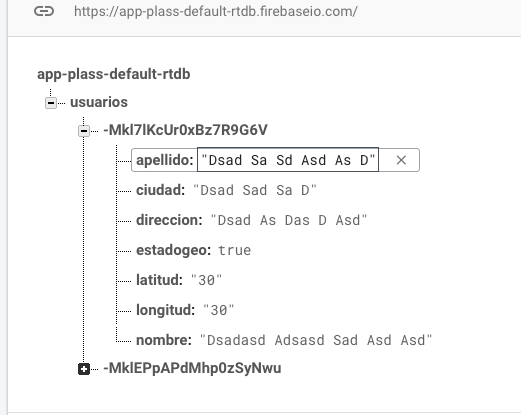 https://app-plass-default-rtdb.firebaseio.com/
app-plass-default-rtdb
usuarios
-Mkl7lKcUr0xBz7R9G6V
apellido: "Dsad Sa Sd Asd As D"
ciudad: "Dsad Sad Sa D"
direccion: "Dsad As Das D Asd"
estadogeo: true
latitud: "30"
longitud: "30"
nombre: "Dsadasd Adsasd Sad Asd Asd"
-MklEPpAPdMhp0zSyNwu